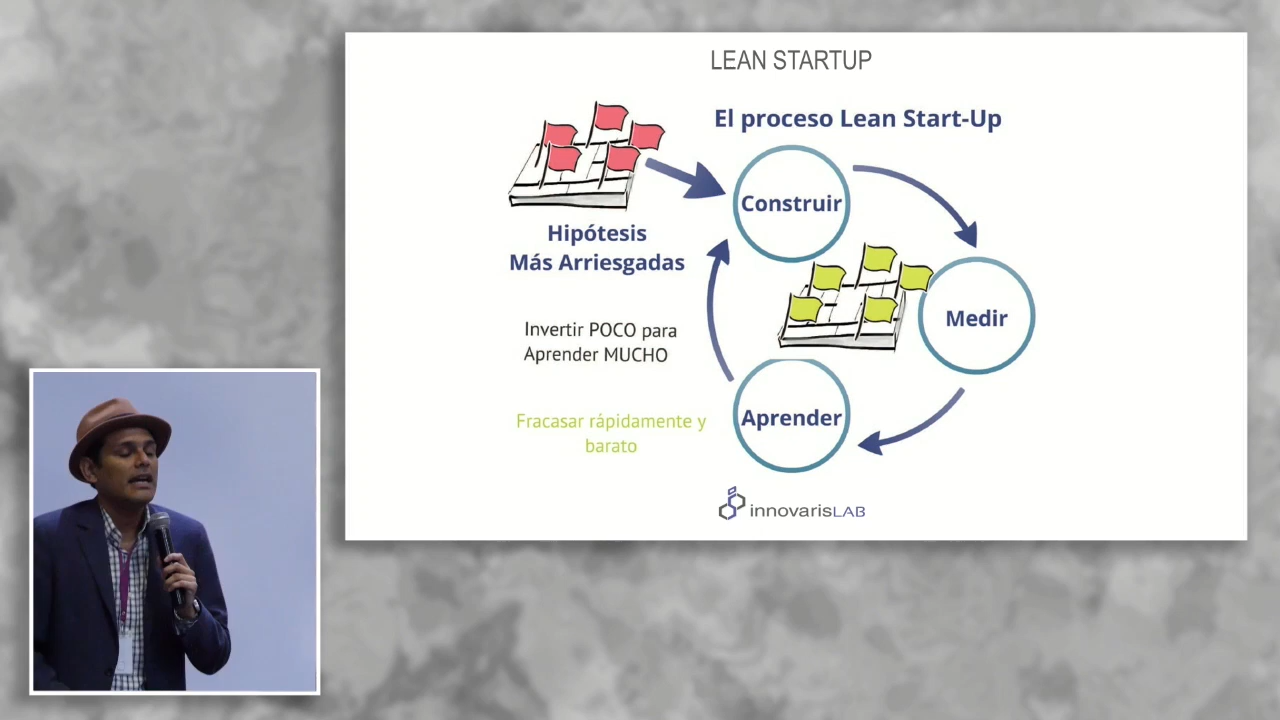 LEAN STARTUP
El proceso Lean Start-Up
Construir
Hipótesis
Más Arriesgadas
Medir
Invertir POCO para
Aprender MUCHO
Aprender
Fracasar rápidamente y
barato
innovarisLAB